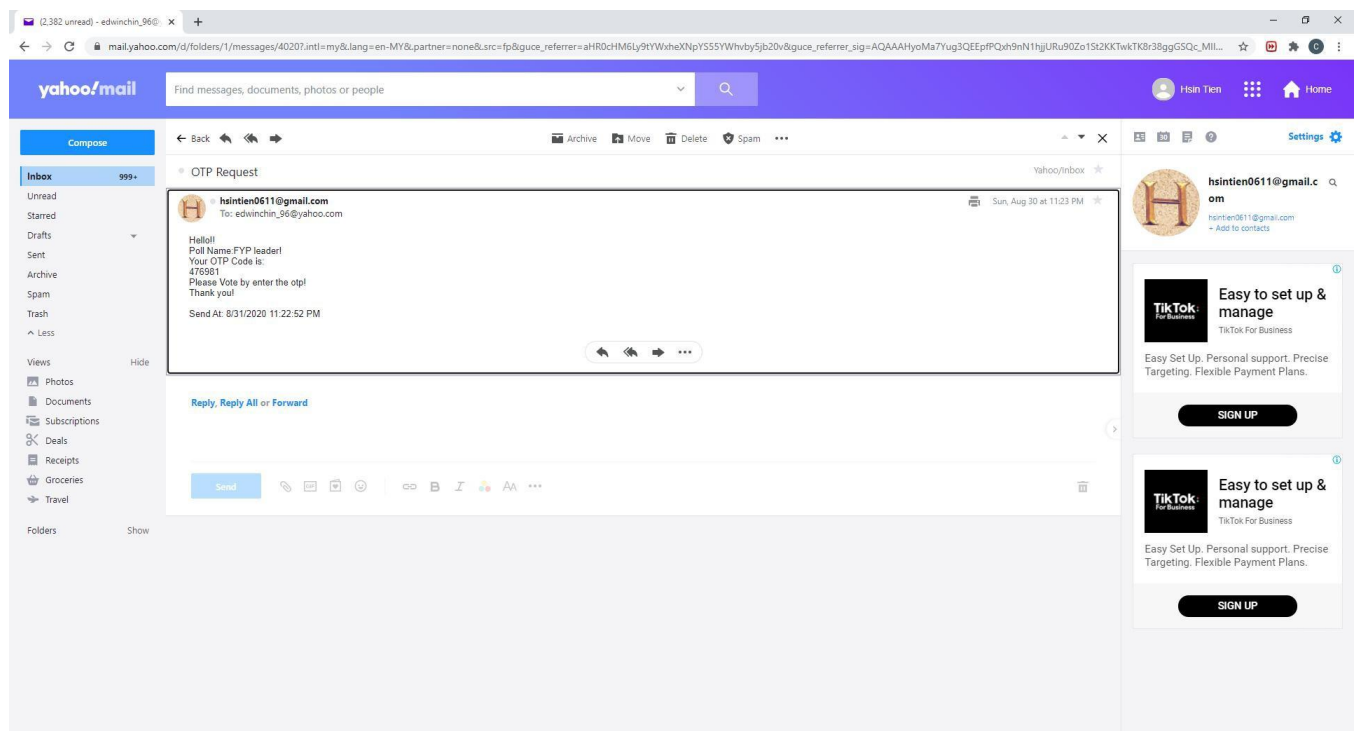 (2,382 unread) - edwinchin_96@
mail.yahoo.com/d/folders/1/messages/4020?.intl=my&.lang=en-MY&.partner=none&.src=fp&guce_referrer=
yahoo!mail
Find messages, documents, photos or people
Hsin Tien
Home
Compose
Back
Archive Move Delete Spam
30
Settings
Inbox 999+
Unread
Starred
Drafts
Sent
Archive
Spam
Trash
Less
Views Hide
Photos
Documents
Subscriptions
Deals
Receipts
Groceries
Travel
Folders Show
OTP Request
Yahoo/Inbox
H
hsintien0611@gmail.com
To: edwinchin_96@yahoo.com
Sun, Aug 30 at 11:23 PM
Hello!!
Poll Name:FYP leader!
Your OTP Code is:
476981
Please Vote by enter the otp!
Thank you!
Send At: 8/31/2020 11:22:52 PM
Reply, Reply All or Forward
Send GIF B I AA
H
hsintien0611@gmail.c
om
hsintien0611@gmail.com
+ Add to contacts
TikTok:
For Business
Easy to set up &
manage
TikTok For Business
Easy Set Up. Personal support. Precise
Targeting. Flexible Payment Plans.
SIGN UP
TikTok:
For Business
Easy to set up &
manage
TikTok For Business
Easy Set Up. Personal support. Precise
Targeting. Flexible Payment Plans.
SIGN UP